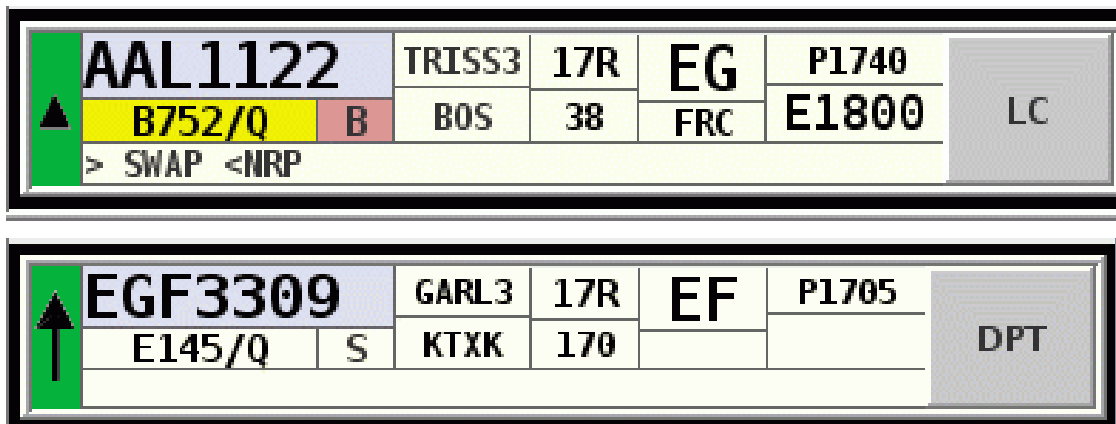 AAL1122 TRISS3 17R EG P1740 LC
B752/Q B BOS 38 FRC E1800
> SWAP <NRP
EGF3309 GARL3 17R EF P1705 DPT
E145/Q S KTXK 170